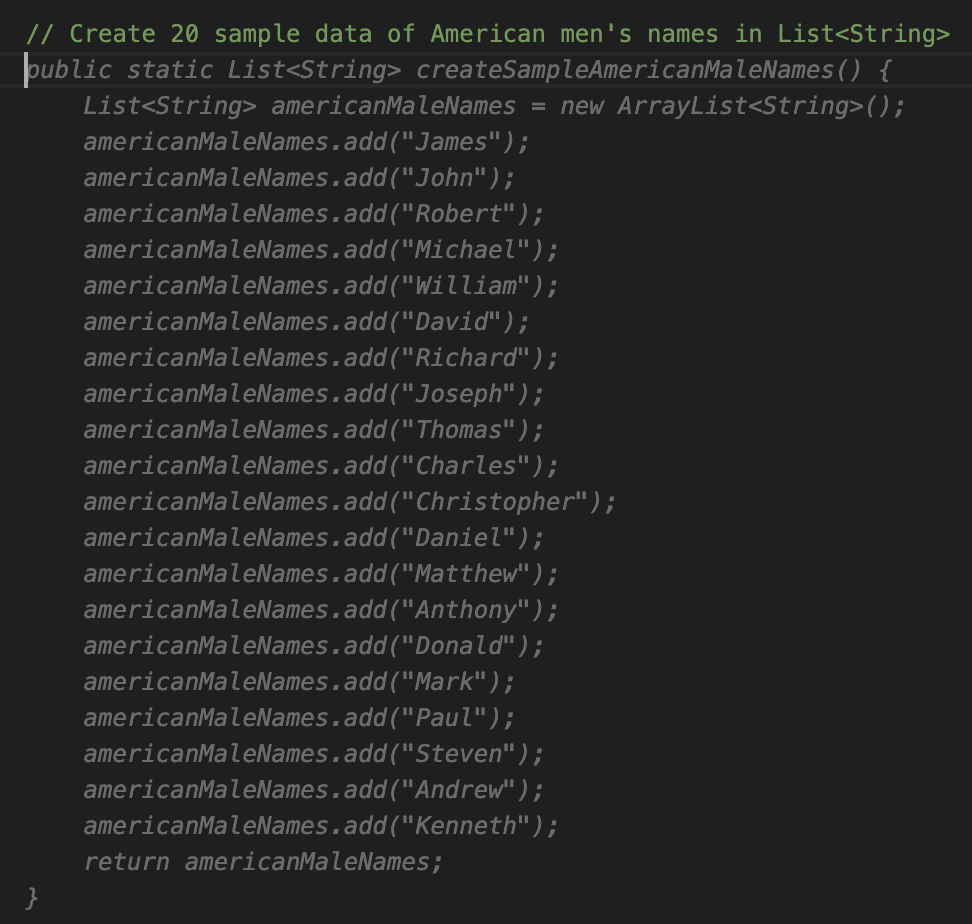 // Create 20 sample data of American men's names in List<String>
public static List<String> createSampleAmericanMaleNames() {
    List<String> americanMaleNames = new ArrayList<String>();
    americanMaleNames.add("James");
    americanMaleNames.add("John");
    americanMaleNames.add("Robert");
    americanMaleNames.add("Michael");
    americanMaleNames.add("William");
    americanMaleNames.add("David");
    americanMaleNames.add("Richard");
    americanMaleNames.add("Joseph");
    americanMaleNames.add("Thomas");
    americanMaleNames.add("Charles");
    americanMaleNames.add("Christopher");
    americanMaleNames.add("Daniel");
    americanMaleNames.add("Matthew");
    americanMaleNames.add("Anthony");
    americanMaleNames.add("Donald");
    americanMaleNames.add("Mark");
    americanMaleNames.add("Paul");
    americanMaleNames.add("Steven");
    americanMaleNames.add("Andrew");
    americanMaleNames.add("Kenneth");
    return americanMaleNames;
}